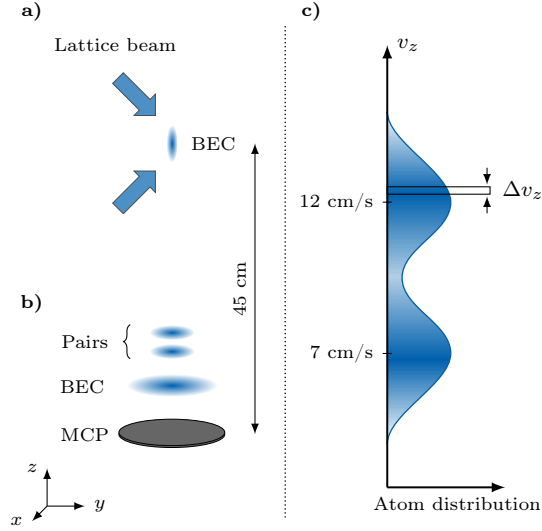 a)
Lattice beam
BEC
45 cm
b)
Pairs
BEC
MCP
z
y
x
c)
v_z
12 cm/s
Δv_z
7 cm/s
Atom distribution